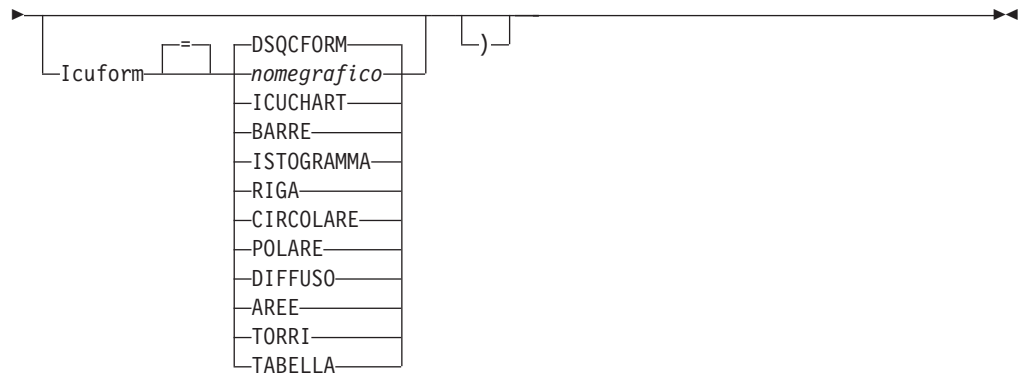 = DSQCFORM )
Icuform nomegrafico
ICUCHART
BARRE
ISTOGRAMMA
RIGA
CIRCOLARE
POLARE
DIFFUSO
AREE
TORRI
TABELLA